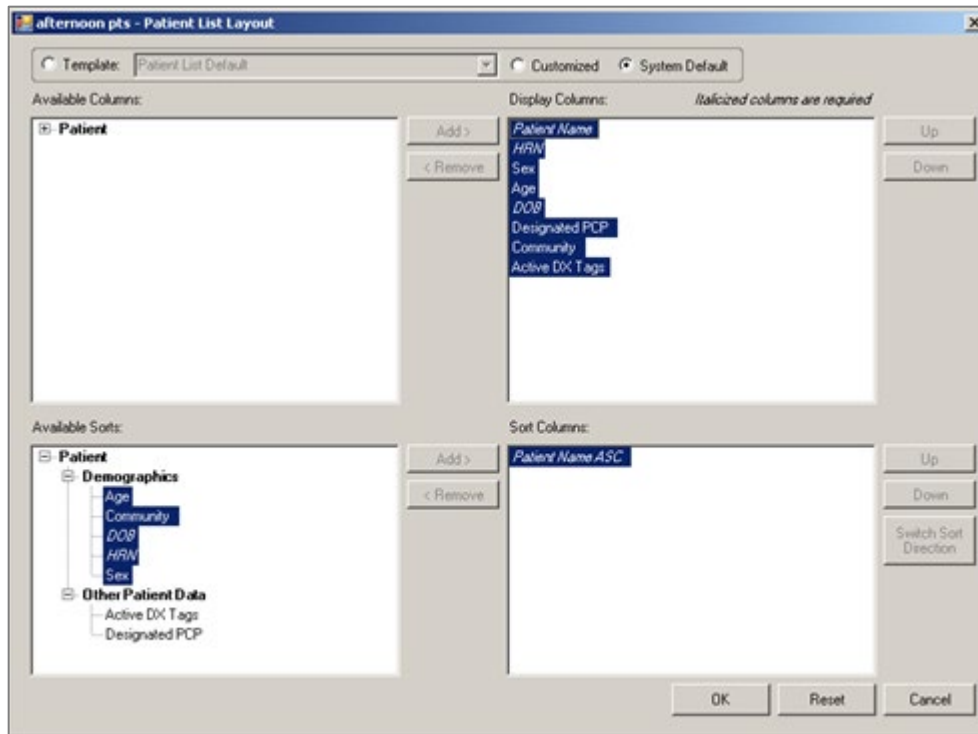 afternoon pts - Patient List Layout
Template: Patient List Default Customized System Default
Available Columns:
Patient
Add >
< Remove
Display Columns: Italicized columns are required
Patient Name
HRN
Sex
Age
DOB
Designated PCP
Community
Active DX Tags
Up
Down
Available Sorts:
Patient
Demographics
Age
Community
DOB
HRN
Sex
Other Patient Data
Active DX Tags
Designated PCP
Add >
< Remove
Sort Columns:
Patient Name ASC
Up
Down
Switch Sort
Direction
OK Reset Cancel